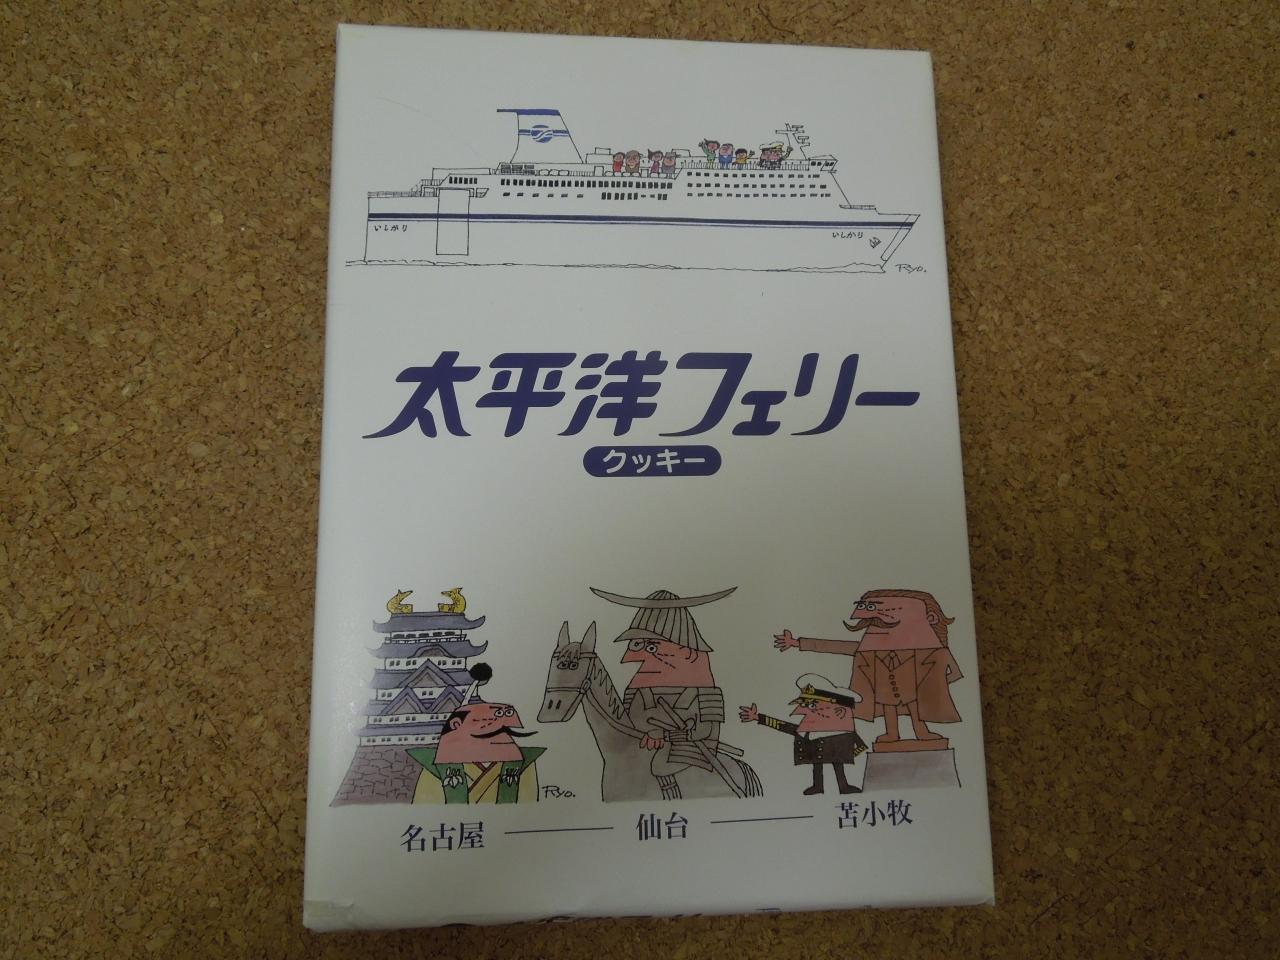 いしかり
いしかり
Ryo.
太平洋フェリー
クッキー
Ryo.
名古屋 — 仙台 — 苫小牧